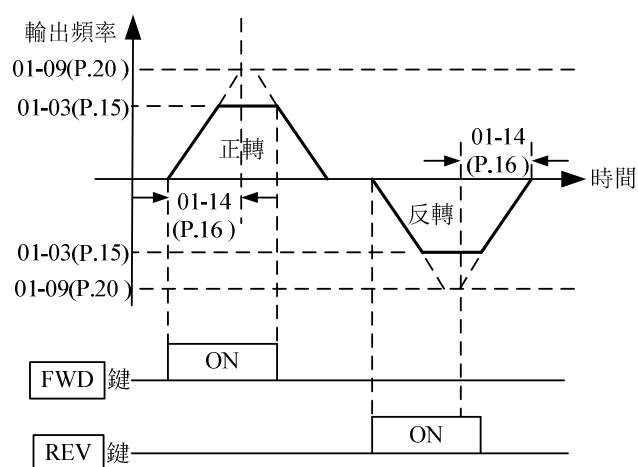 輸出頻率
01-09(P.20)
01-03(P.15)
正轉
01-14
(P.16)
時間
01-14
(P.16)
反轉
01-03(P.15)
01-09(P.20)
ON
FWD 鍵
ON
REV 鍵